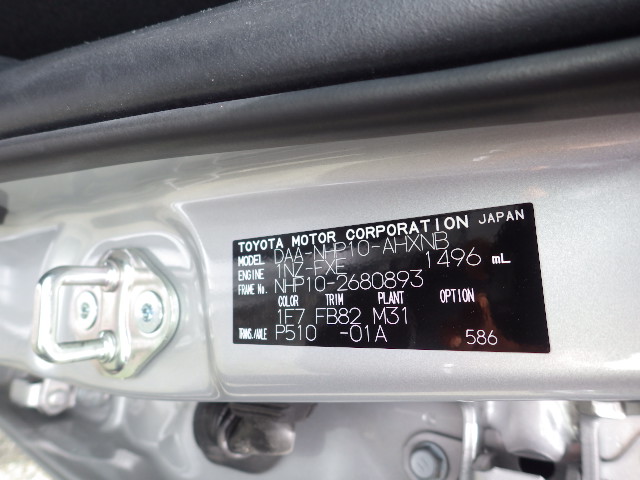 TOYOTA MOTOR CORPORATION JAPAN
MODEL DAA-NHP10-AHXNB
ENGINE 1NZ-FXE 1496 mL
FRAME No. NHP10-2680893
COLOR TRIM PLANT OPTION
1F7 FB82 M31
TRANS./AXLE P510 -01A 586